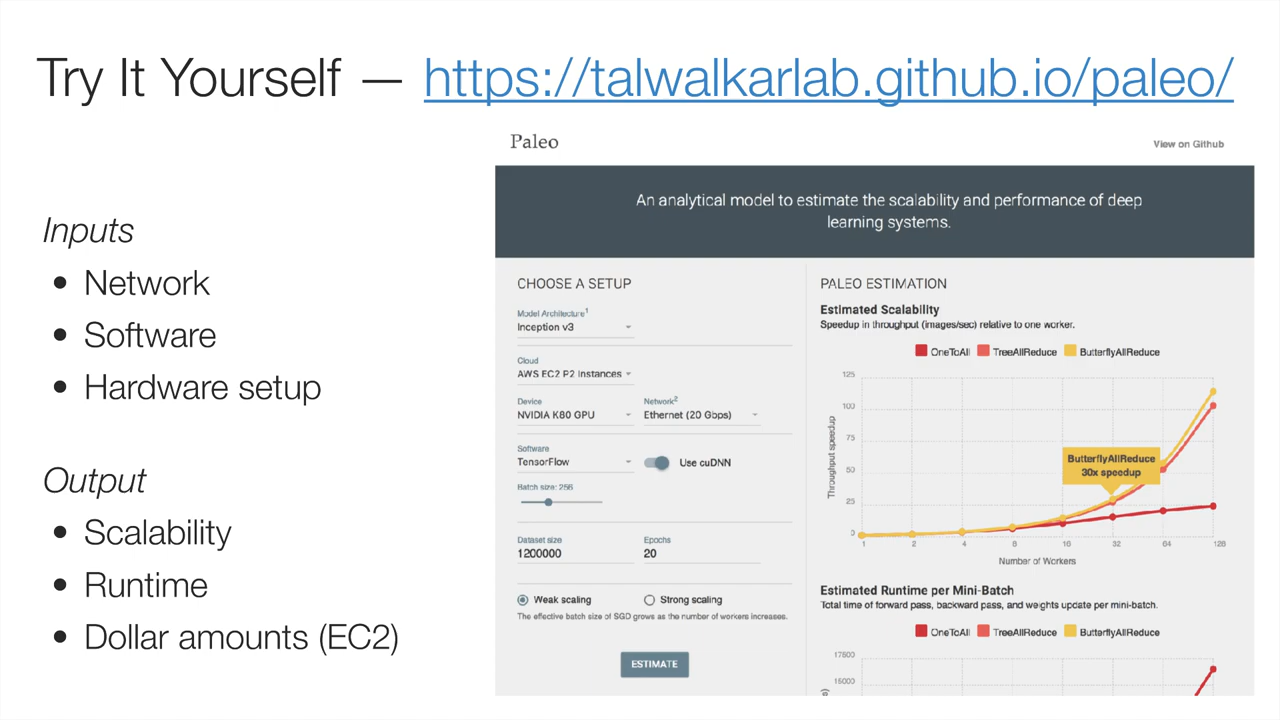 Try It Yourself — https://talwalkarlab.github.io/paleo/
Inputs
• Network
• Software
• Hardware setup
Output
• Scalability
• Runtime
• Dollar amounts (EC2)
Paleo
View on Github
An analytical model to estimate the scalability and performance of deep
learning systems.
CHOOSE A SETUP
Model Architecture1
Inception v3
Cloud
AWS EC2 P2 Instances
Device
NVIDIA K80 GPU
Network2
Ethernet (20 Gbps)
Software
TensorFlow
Use cuDNN
Batch size: 256
Dataset size
1200000
Epochs
20
Weak scaling
Strong scaling
The effective batch size of SGD grows as the number of workers increases.
ESTIMATE
PALEO ESTIMATION
Estimated Scalability
Speedup in throughput (images/sec) relative to one worker.
OneToAll TreeAllReduce ButterflyAllReduce
125
100
75
50
25
0
Throughput speedup
ButterflyAllReduce
30x speedup
1 2 4 8 16 32 64 128
Number of Workers
Estimated Runtime per Mini-Batch
Total time of forward pass, backward pass, and weights update per mini-batch.
OneToAll TreeAllReduce ButterflyAllReduce
17500
15000